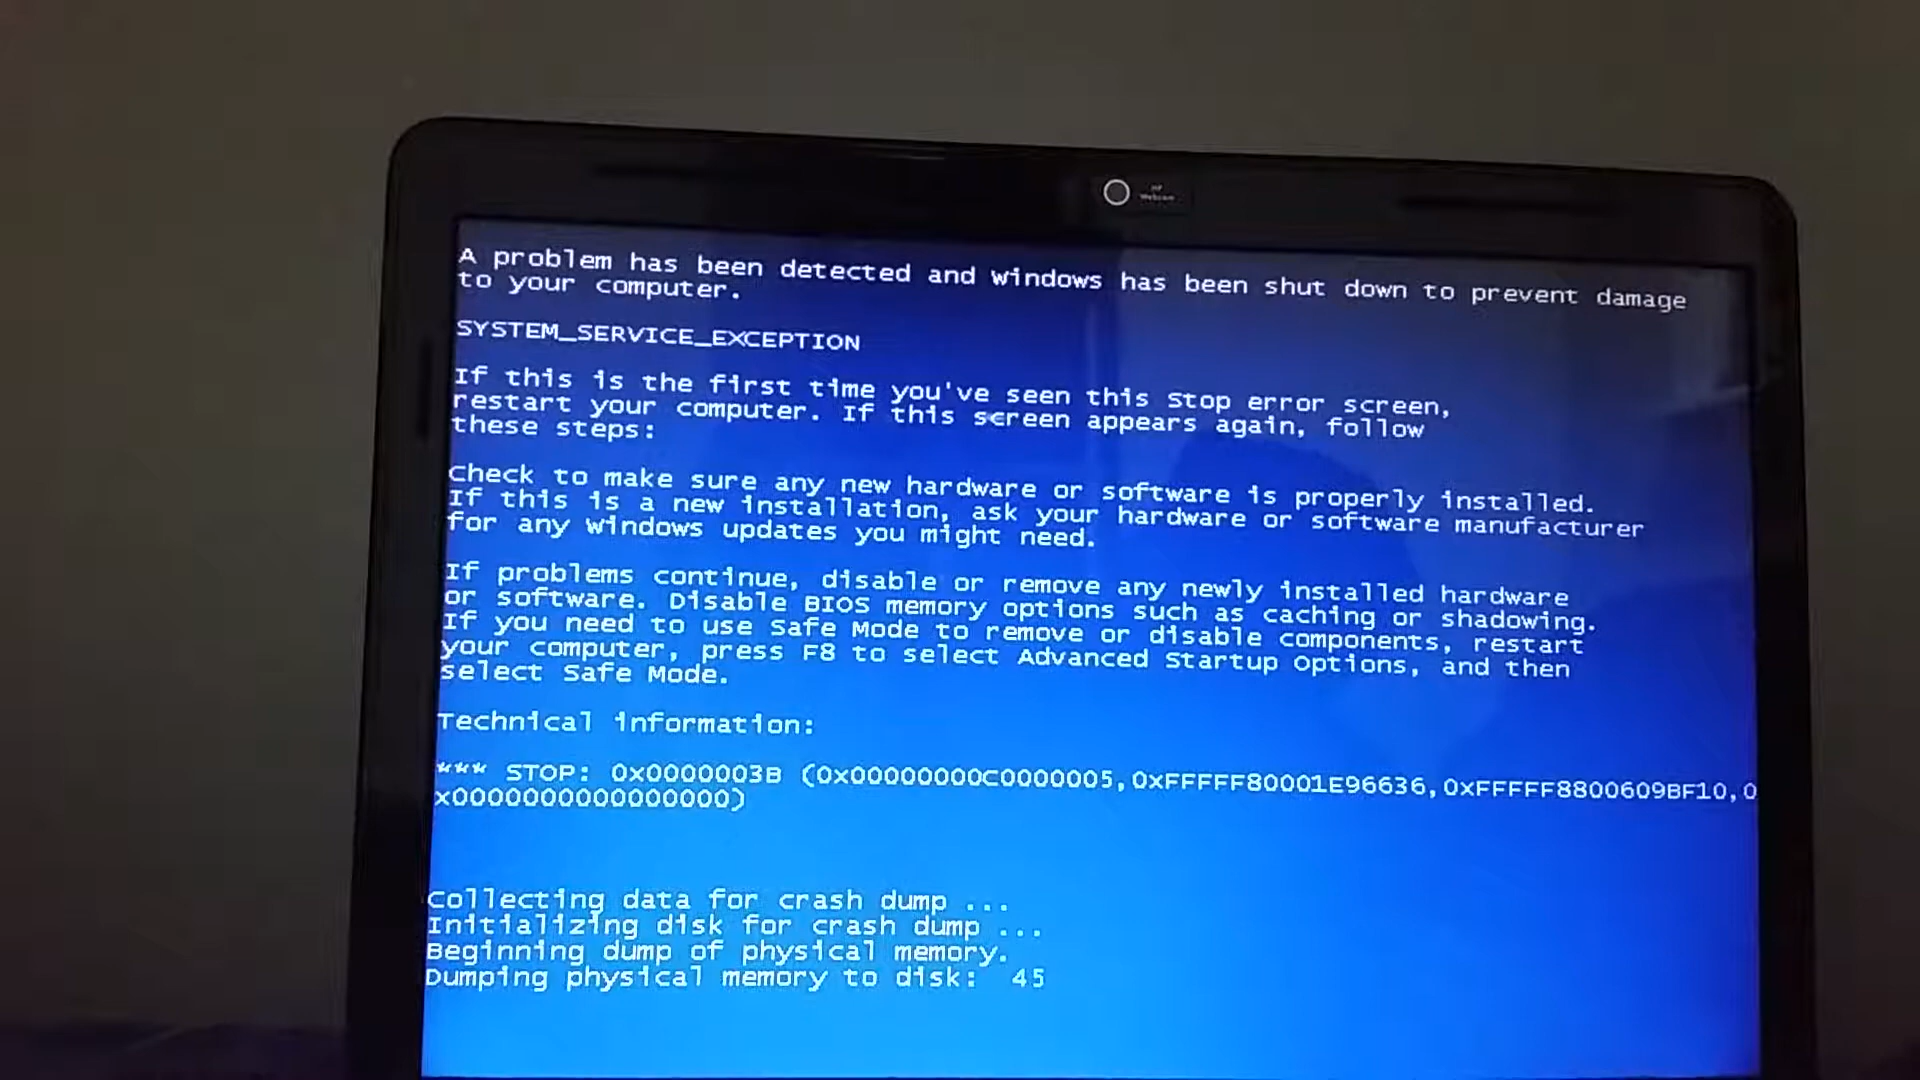 HP
Webcam
A problem has been detected and windows has been shut down to prevent damage
to your computer.
SYSTEM_SERVICE_EXCEPTION
If this is the first time you've seen this Stop error screen,
restart your computer. If this screen appears again, follow
these steps:
Check to make sure any new hardware or software is properly installed.
If this is a new installation, ask your hardware or software manufacturer
for any windows updates you might need.
If problems continue, disable or remove any newly installed hardware
or software. Disable BIOS memory options such as caching or shadowing.
If you need to use Safe Mode to remove or disable components, restart
your computer, press F8 to select Advanced Startup Options, and then
select Safe Mode.
Technical information:
*** STOP: 0x0000003B (0x00000000C0000005,0xFFFFF80001E96636,0xFFFFF8800609BF10,0
x0000000000000000)
Collecting data for crash dump ...
Initializing disk for crash dump ...
Beginning dump of physical memory.
Dumping physical memory to disk:  45